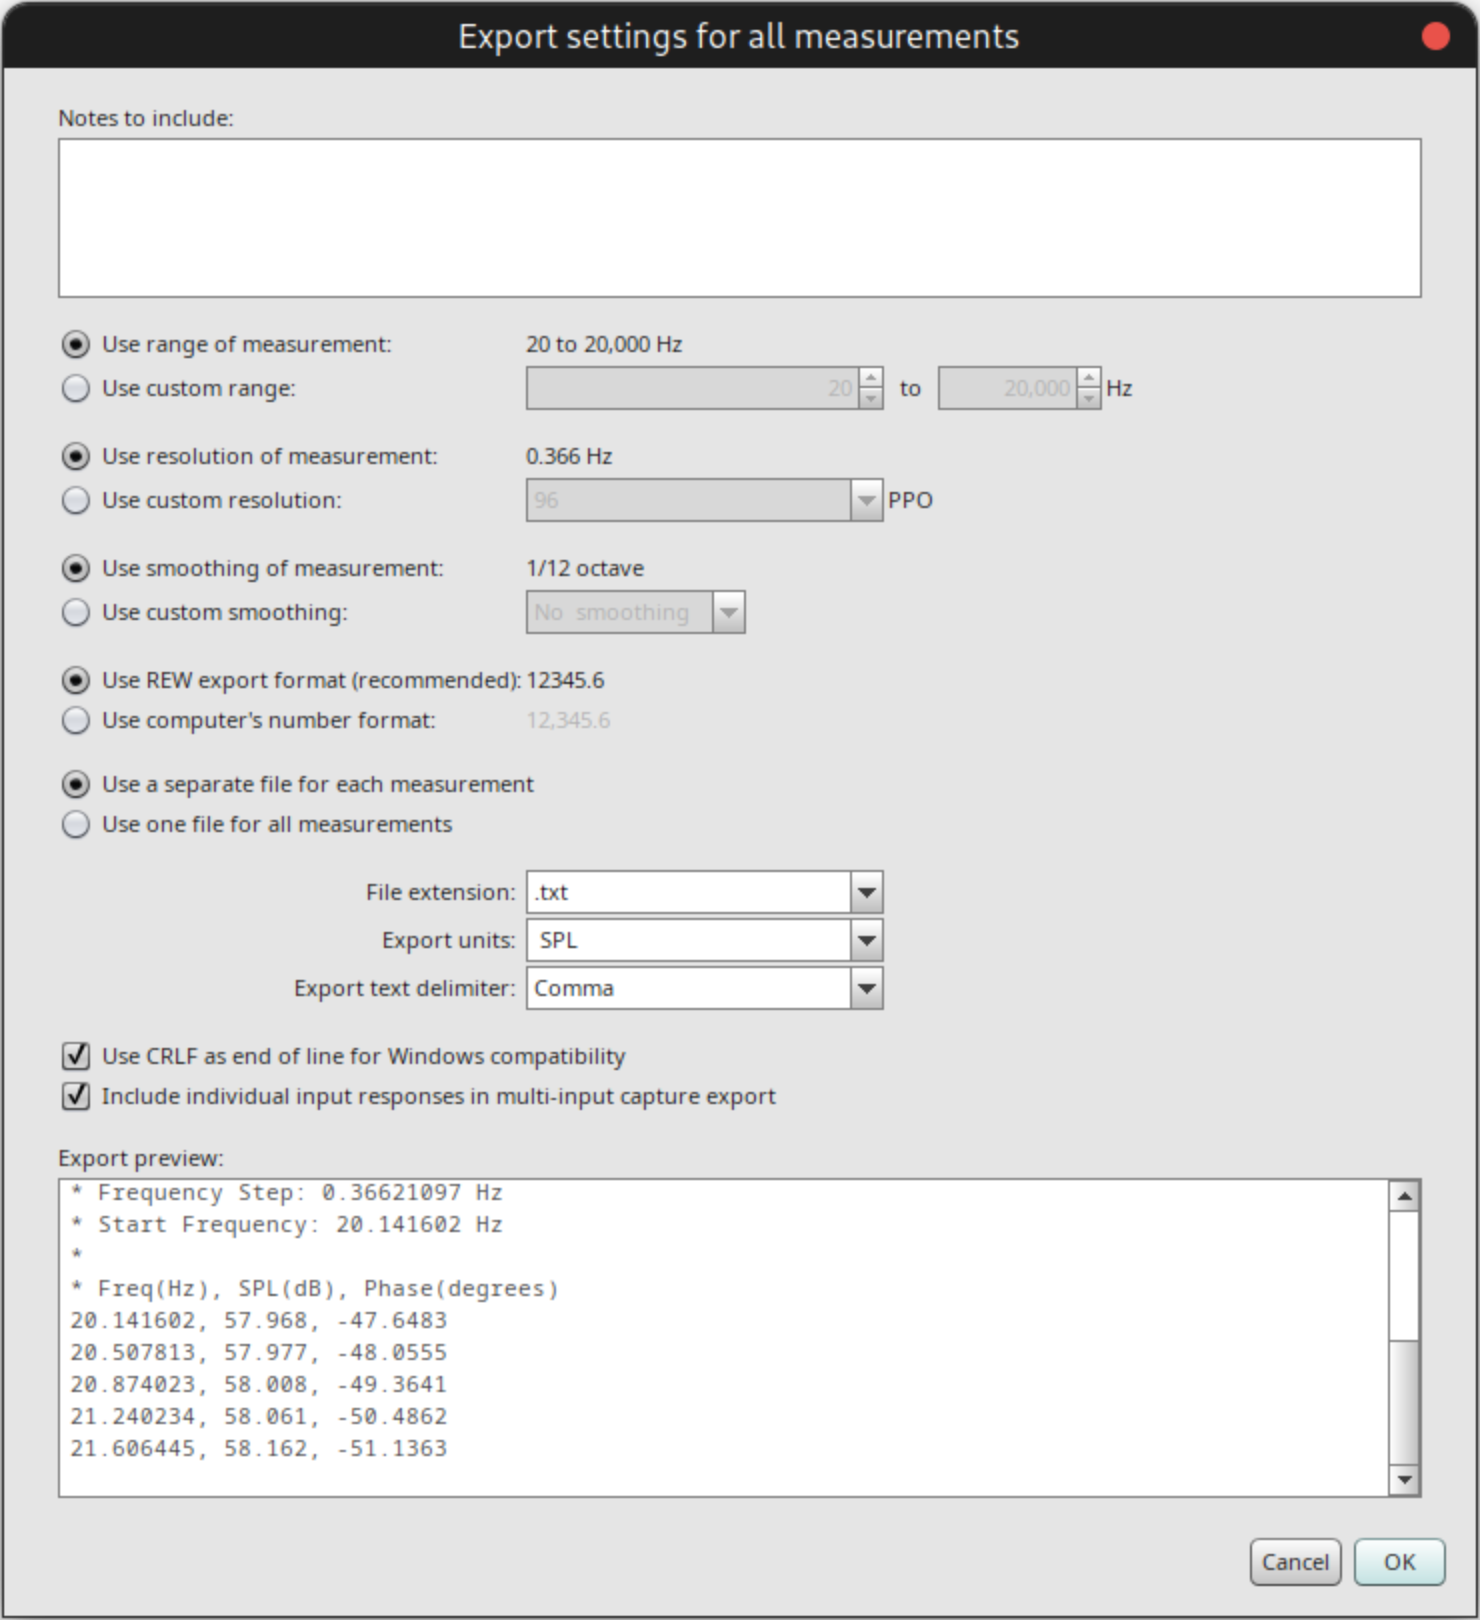 Export settings for all measurements
Notes to include:
Use range of measurement: 20 to 20,000 Hz
Use custom range: 20 to 20,000 Hz
Use resolution of measurement: 0.366 Hz
Use custom resolution: 96 PPO
Use smoothing of measurement: 1/12 octave
Use custom smoothing: No smoothing
Use REW export format (recommended): 12345.6
Use computer's number format: 12,345.6
Use a separate file for each measurement
Use one file for all measurements
File extension: .txt
Export units: SPL
Export text delimiter: Comma
Use CRLF as end of line for Windows compatibility
Include individual input responses in multi-input capture export
Export preview:
* Frequency Step: 0.36621097 Hz
* Start Frequency: 20.141602 Hz
*
* Freq(Hz), SPL(dB), Phase(degrees)
20.141602, 57.968, -47.6483
20.507813, 57.977, -48.0555
20.874023, 58.008, -49.3641
21.240234, 58.061, -50.4862
21.606445, 58.162, -51.1363
Cancel OK